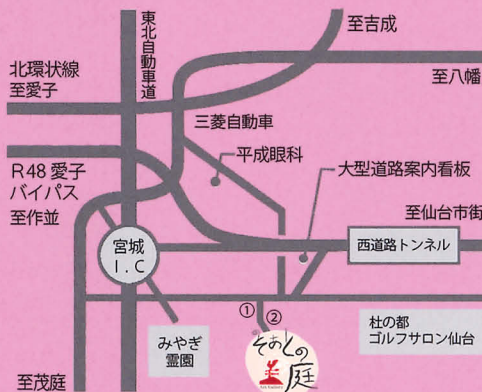 東北自動車道
至吉成
北環状線
至愛子
至八幡
三菱自動車
平成眼科
R48 愛子
バイパス
至作並
大型道路案内看板
至仙台市街
宮城
I.C
西道路トンネル
①
②
みやぎ
霊園
杜の都
ゴルフサロン仙台
そおとの
庭
至茂庭